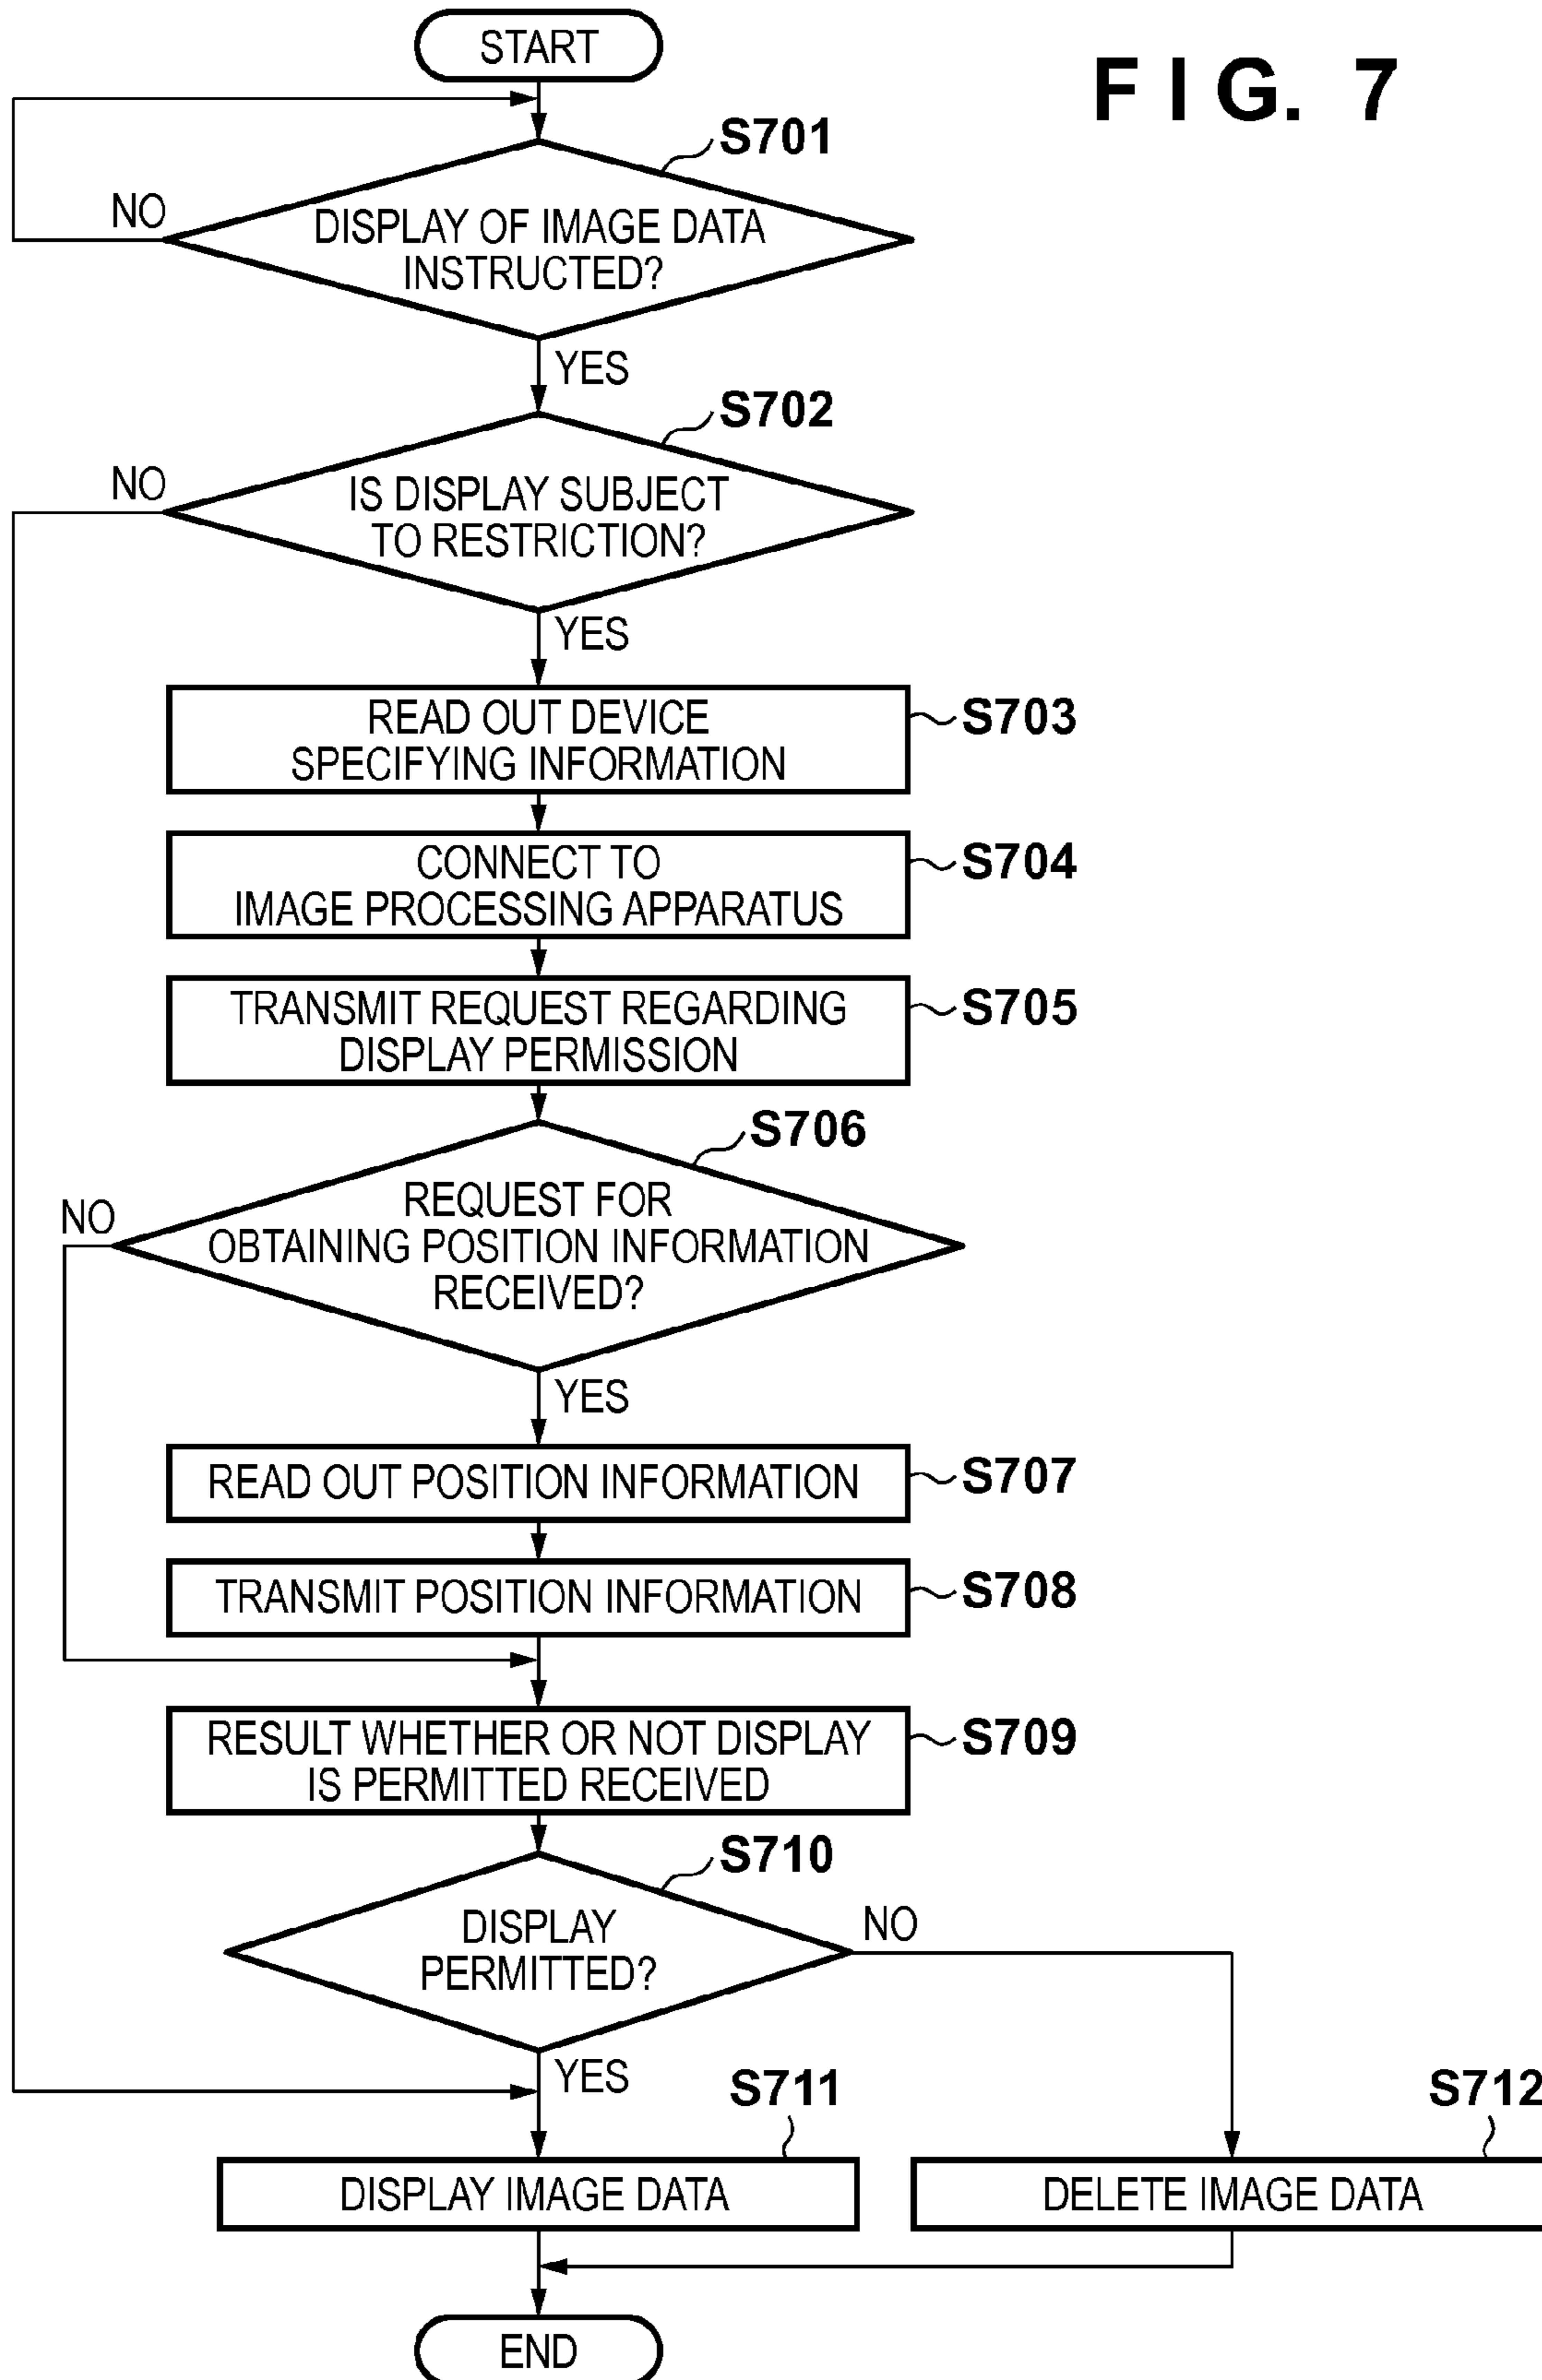 START
FIG. 7
S701
NO
DISPLAY OF IMAGE DATA
INSTRUCTED?
YES
S702
NO
IS DISPLAY SUBJECT
TO RESTRICTION?
YES
READ OUT DEVICE
SPECIFYING INFORMATION
S703
CONNECT TO
IMAGE PROCESSING APPARATUS
S704
TRANSMIT REQUEST REGARDING
DISPLAY PERMISSION
S705
S706
NO
REQUEST FOR
OBTAINING POSITION INFORMATION
RECEIVED?
YES
READ OUT POSITION INFORMATION
S707
TRANSMIT POSITION INFORMATION
S708
RESULT WHETHER OR NOT DISPLAY
IS PERMITTED RECEIVED
S709
S710
DISPLAY
PERMITTED?
NO
YES
S711
DISPLAY IMAGE DATA
S712
DELETE IMAGE DATA
END